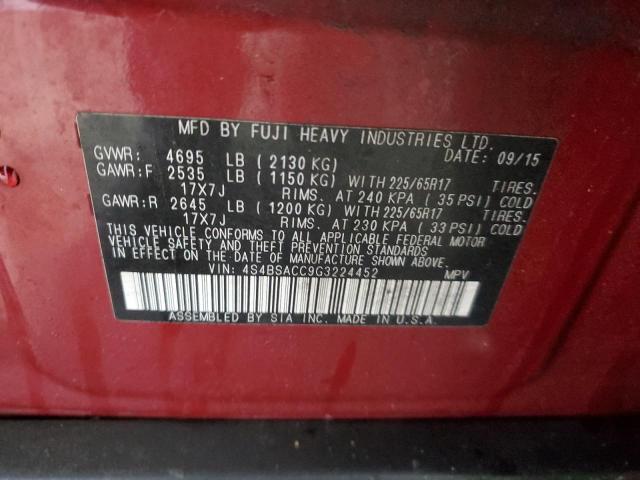 MFD BY FUJI HEAVY INDUSTRIES LTD.
GVWR: 4695 LB (2130 KG) DATE: 09/15
GAWR:F 2535 LB (1150 KG) WITH 225/65R17 TIRES.
17X7J RIMS. AT 240 KPA (35 PSI) COLD
GAWR:R 2645 LB (1200 KG) WITH 225/65R17 TIRES.
17X7J RIMS. AT 230 KPA (33 PSI) COLD
THIS VEHICLE CONFORMS TO ALL APPLICABLE FEDERAL MOTOR
VEHICLE SAFETY AND THEFT PREVENTION STANDARDS
IN EFFECT ON THE DATE OF MANUFACTURE SHOWN ABOVE.
VIN: 4S4BSACC9G3224452 MPV
ASSEMBLED BY SIA INC. MADE IN U.S.A.